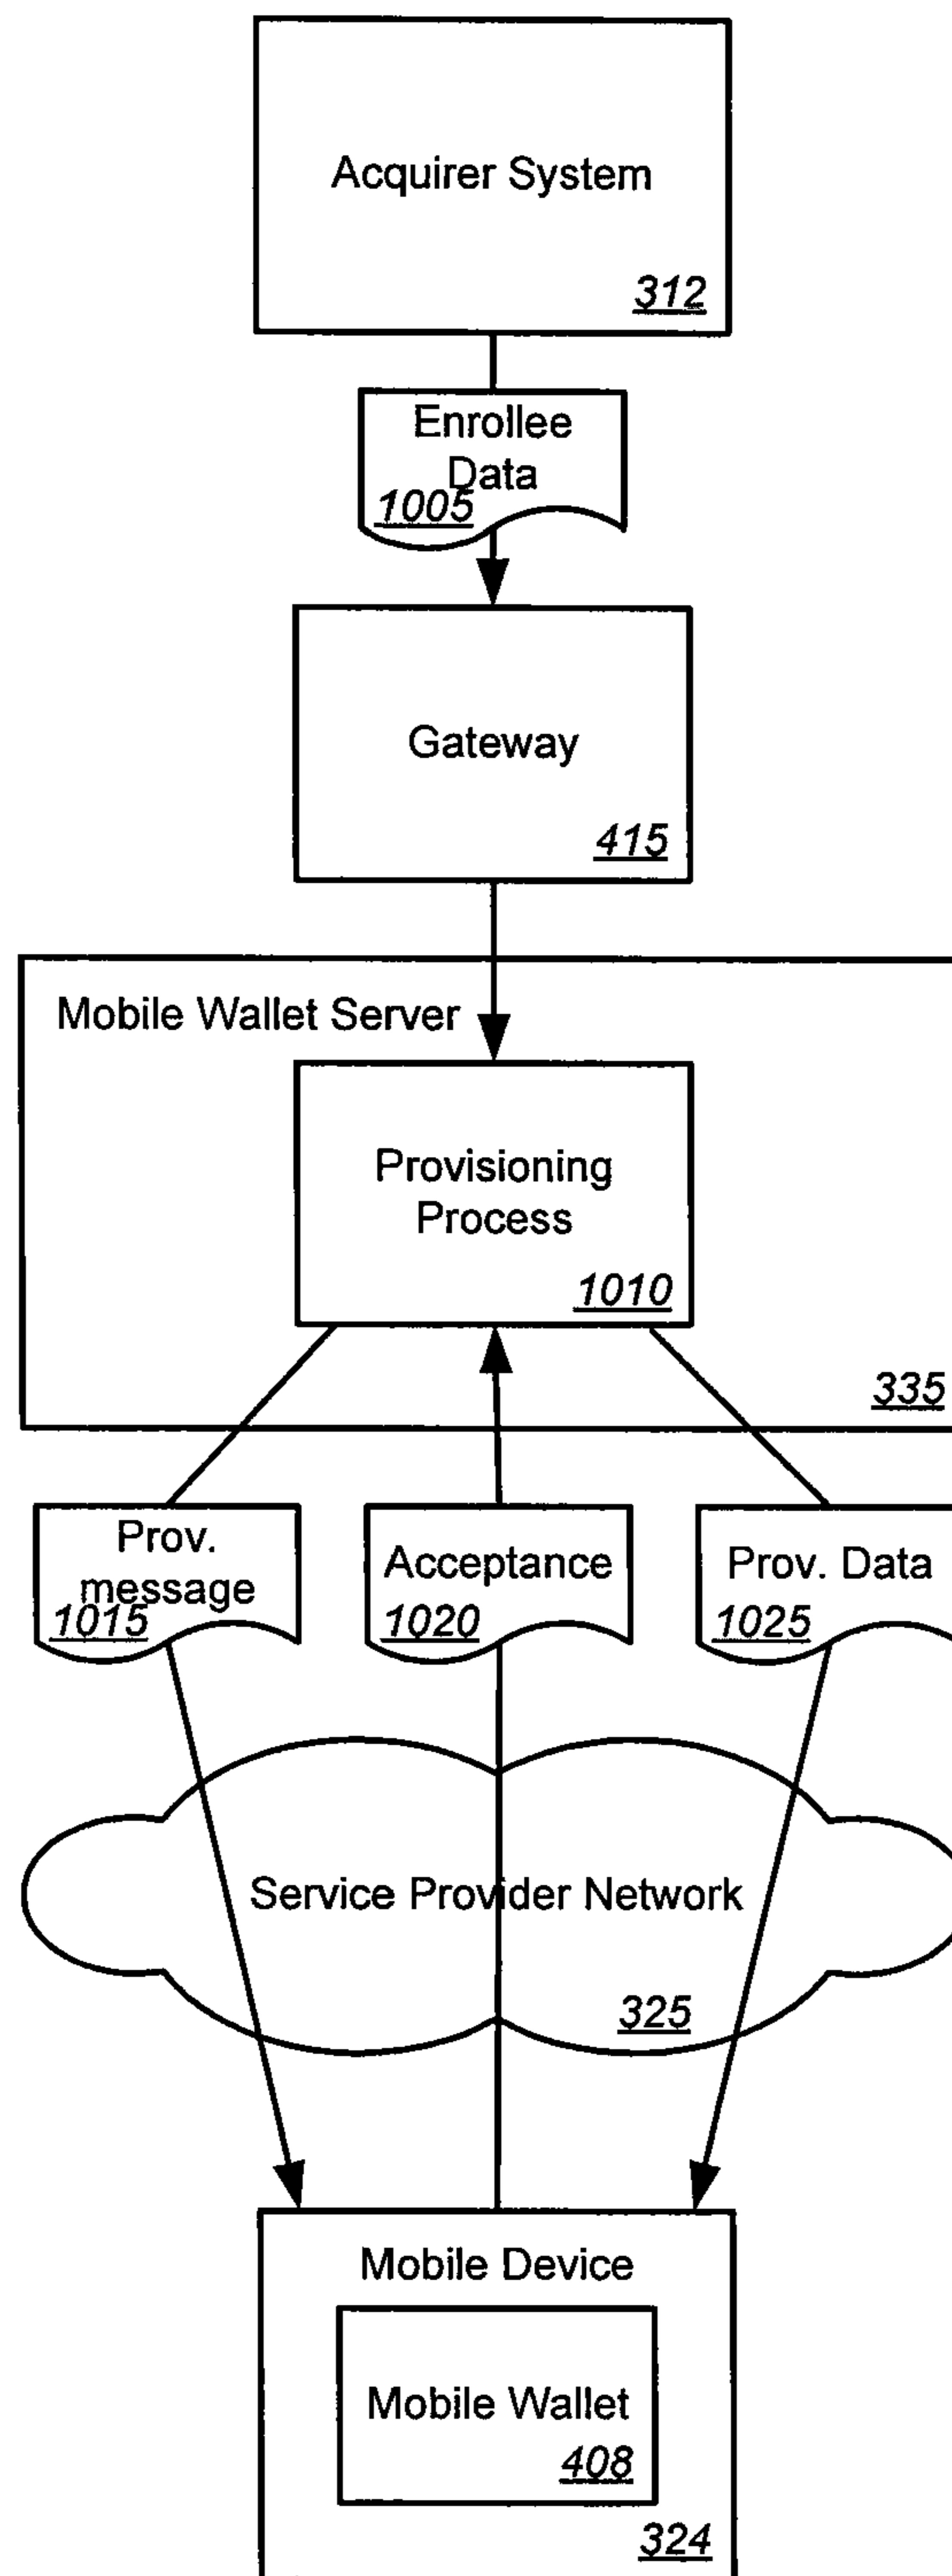 Acquirer System
312
Enrollee
Data
1005
Gateway
415
Mobile Wallet Server
Provisioning
Process
1010
335
Prov.
message
1015
Acceptance
1020
Prov. Data
1025
Service Provider Network
325
Mobile Device
Mobile Wallet
408
324